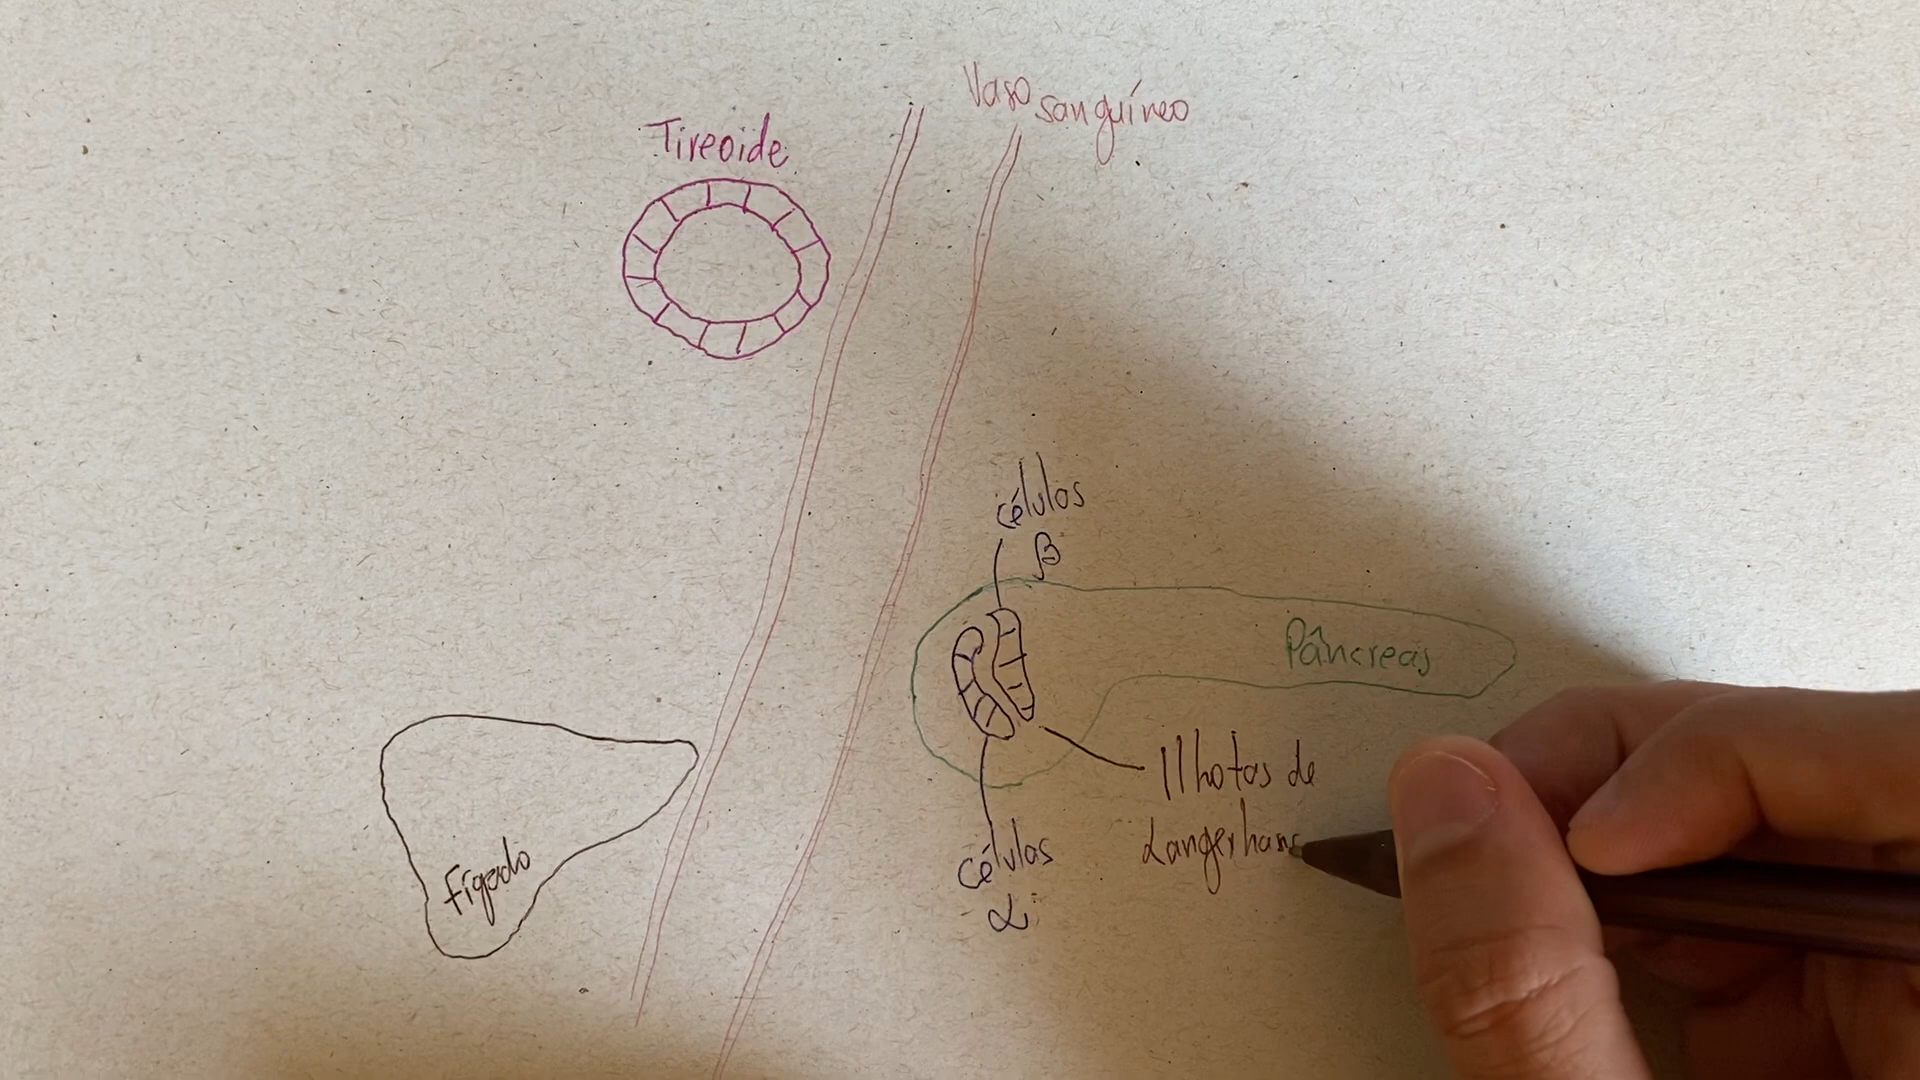 Vaso sanguíneo
Tireoide
células
β
Pâncreas
Ilhotas de
Langerhans
células
α
Fígado